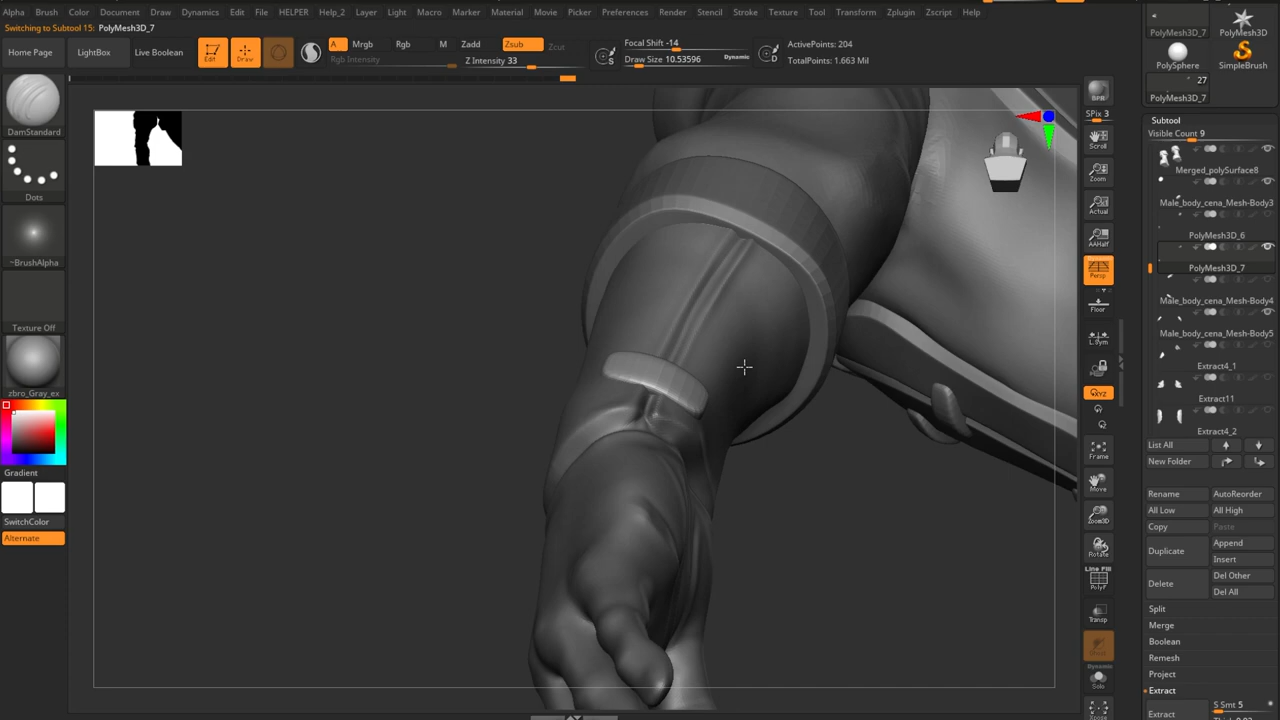 Alpha Brush Color Document Draw Dynamics Edit File HELPER Help_2 Layer Light Macro Marker Material Movie Picker Preferences Render Stencil Stroke Texture Tool Transform Zplugin Zscript Help
Switching to Subtool 15: PolyMesh3D_7
Home Page LightBox Live Boolean
Edit Draw
A Mrgb Rgb M Zadd Zsub Zcut
Rgb Intensity Z Intensity 33
Focal Shift -14
Draw Size 10.53596 Dynamic
S D
ActivePoints: 204
TotalPoints: 1.663 Mil
DamStandard
Dots
~BrushAlpha
Texture Off
zbro_Gray_ex
Gradient
SwitchColor
Alternate
BPR
SPix 3
Scroll
Zoom
Actual
AAHalf
Persp
Floor
L.Sym
XYZ
Frame
Move
Zoom3D
Rotate
Line Fill
PolyF
Transp
Dynamic
Solo
Xpose
PolyMesh3D_7 PolyMesh3D
PolySphere SimpleBrush
27
PolyMesh3D_7
Subtool
Visible Count 9
Merged_polySurface8
Male_body_cena_Mesh-Body3
PolyMesh3D_6
PolyMesh3D_7
Male_body_cena_Mesh-Body4
Male_body_cena_Mesh-Body5
Extract4_1
Extract11
Extract4_2
List All
New Folder
Rename AutoReorder
All Low All High
Copy Paste
Duplicate Append
Insert
Delete Del Other
Del All
Split
Merge
Boolean
Remesh
Project
Extract
Extract S Smt 5